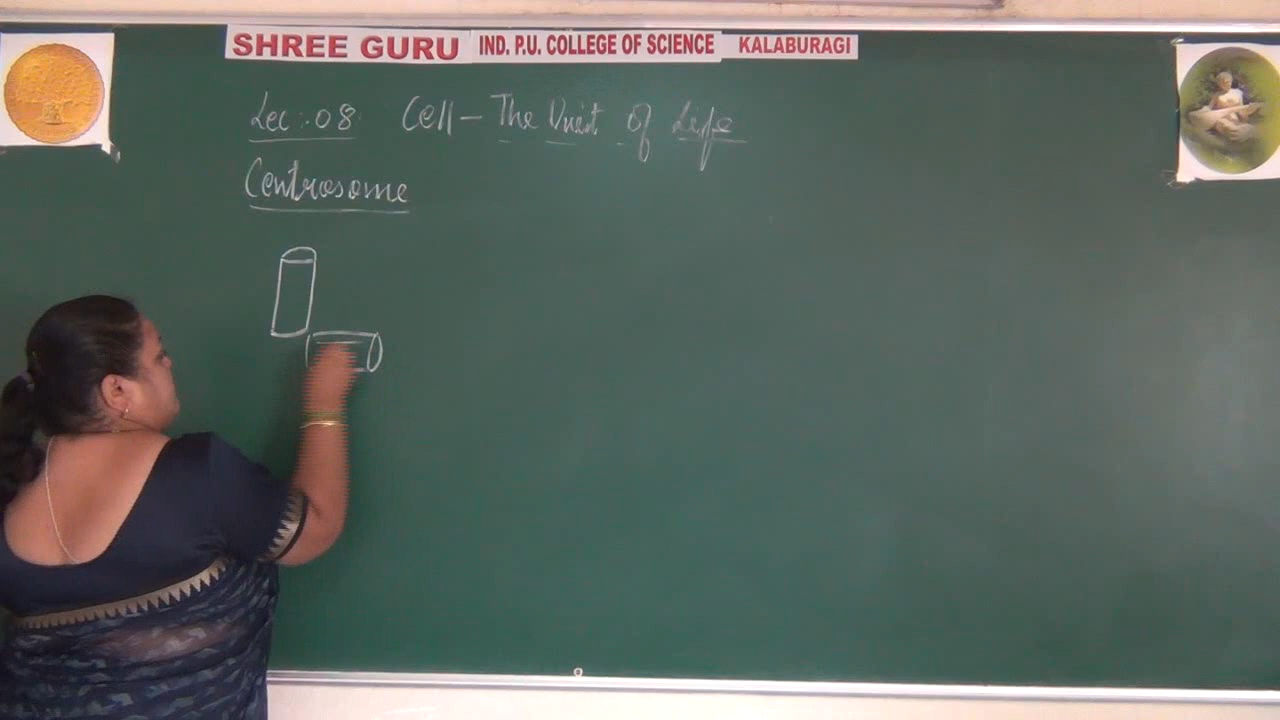 SHREE GURU IND. P.U. COLLEGE OF SCIENCE KALABURAGI
Lec:08 Cell - The Unit of Life
Centrosome